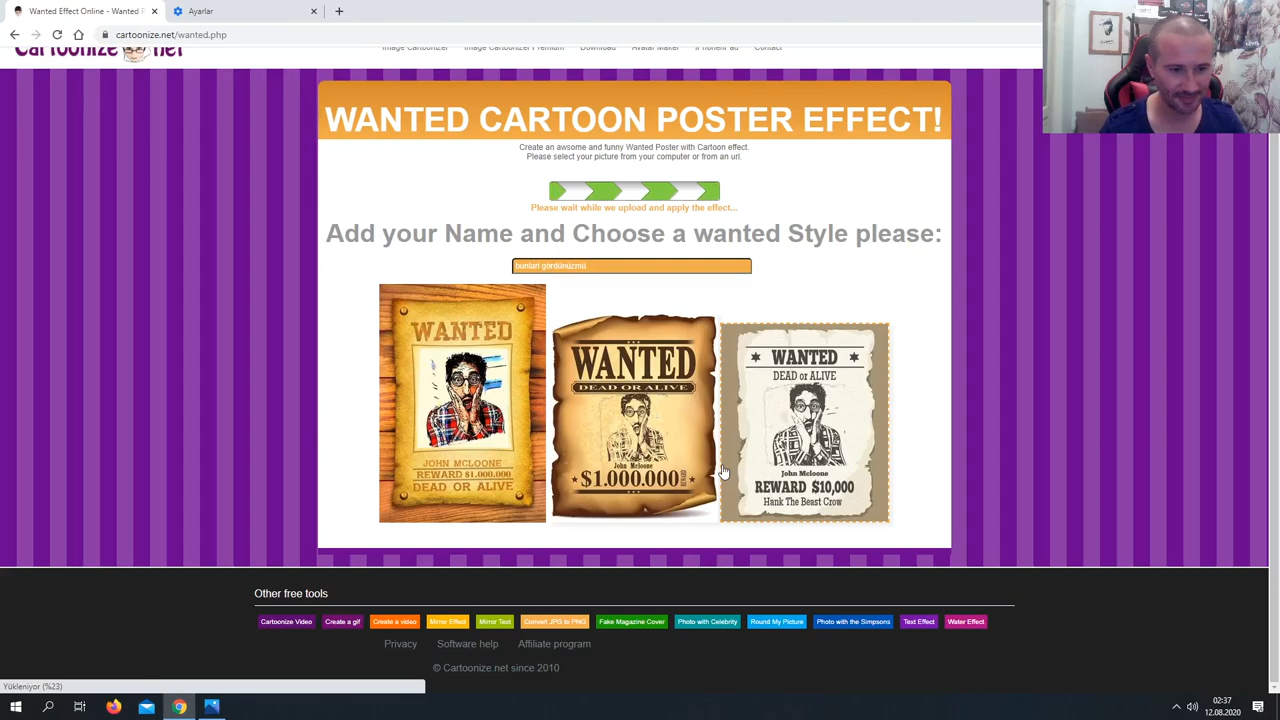 Wanted Effect Online - Wanted P
Ayarlar
cartoonize.net/wanted.php
Cartoonize.net
Image Cartoonizer
Image Cartoonizer Premium
Download
Avatar Maker
iPhone/iPad
Contact
WANTED CARTOON POSTER EFFECT!
Create an awsome and funny Wanted Poster with Cartoon effect.
Please select your picture from your computer or from an url.
Please wait while we upload and apply the effect...
Add your Name and Choose a wanted Style please:
bunlari gördünüzmü
WANTED
JOHN MCLOONE
REWARD $1.000.000
DEAD OR ALIVE
WANTED
DEAD OR ALIVE
John Mcloone
$1.000.000
WANTED
DEAD or ALIVE
John Mcloone
REWARD $10,000
Hank The Beast Crow
Other free tools
Cartoonize Video
Create a gif
Create a video
Mirror Effect
Mirror Text
Convert JPG to PNG
Fake Magazine Cover
Photo with Celebrity
Round My Picture
Photo with the Simpsons
Text Effect
Water Effect
Privacy
Software help
Affiliate program
© Cartoonize.net since 2010
Yükleniyor (%23)
02:37
12.08.2020